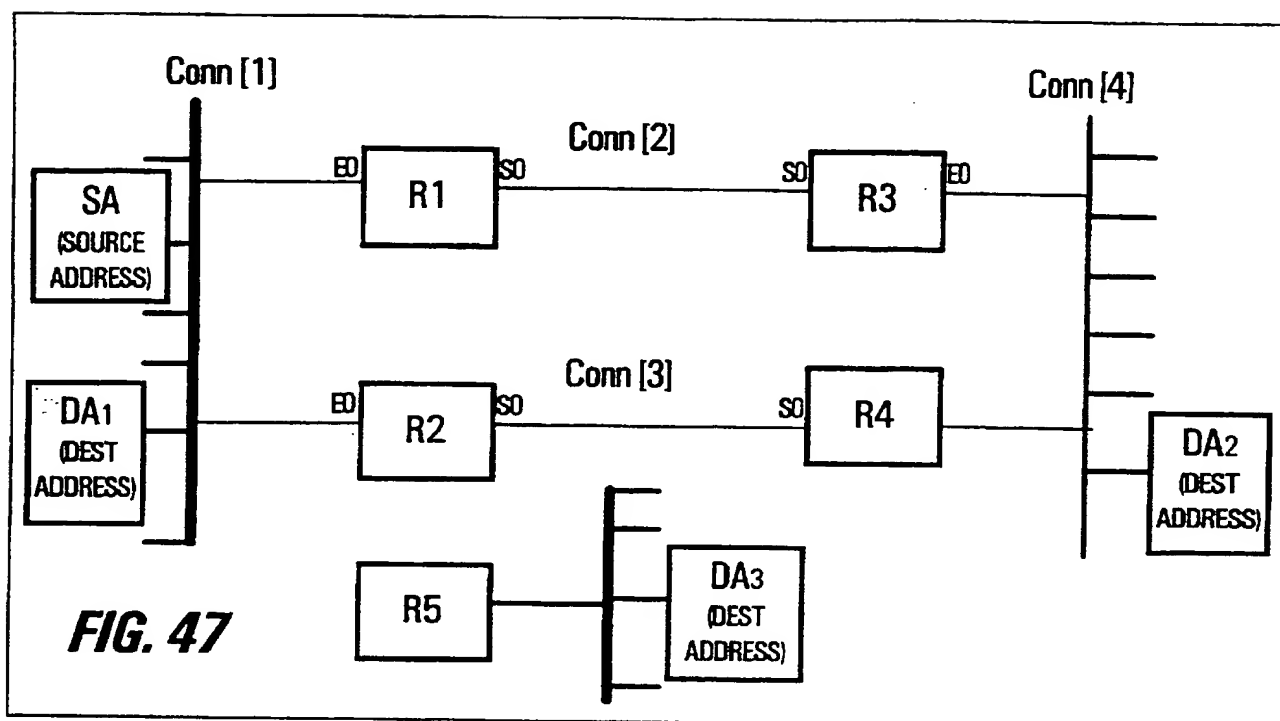 Conn [1]
Conn [4]
Conn [2]
E0
R1
S0
S0
R3
E0
SA
(SOURCE
ADDRESS)
Conn [3]
E0
R2
S0
S0
R4
DA1
(DEST
ADDRESS)
DA2
(DEST
ADDRESS)
R5
DA3
(DEST
ADDRESS)
FIG. 47